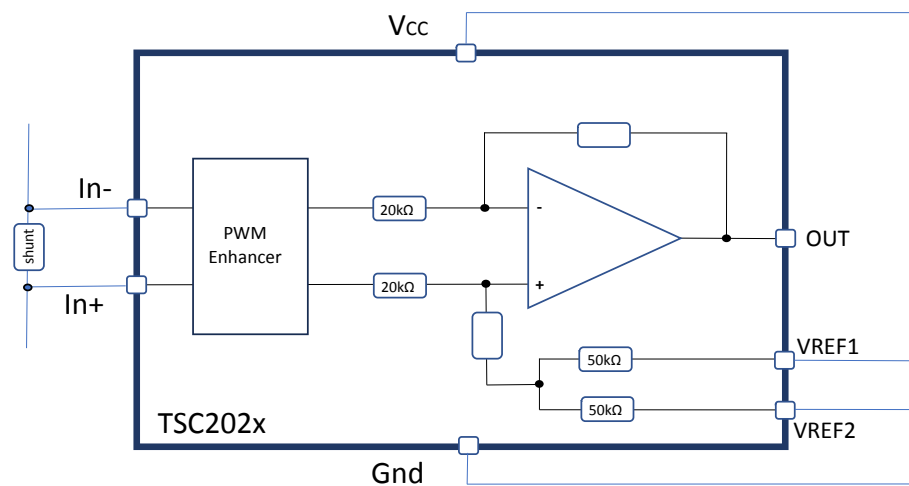 Vcc
In-
shunt
In+
PWM
Enhancer
20kΩ
20kΩ
-
+
OUT
50kΩ
50kΩ
VREF1
VREF2
TSC202x
Gnd